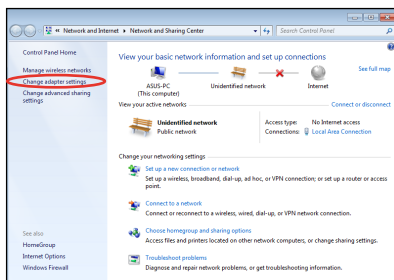 « Network and Internet ▸ Network and Sharing Center
Search Control Panel
Control Panel Home
Manage wireless networks
Change adapter settings
Change advanced sharing
settings
View your basic network information and set up connections
See full map
ASUS-PC
(This computer)
Unidentified network
Internet
View your active networks
Connect or disconnect
Unidentified network
Public network
Access type: No Internet access
Connections: Local Area Connection
Change your networking settings
Set up a new connection or network
Set up a wireless, broadband, dial-up, ad hoc, or VPN connection; or set up a router or access
point.
Connect to a network
Connect or reconnect to a wireless, wired, dial-up, or VPN network connection.
Choose homegroup and sharing options
Access files and printers located on other network computers, or change sharing settings.
Troubleshoot problems
Diagnose and repair network problems, or get troubleshooting information.
See also
HomeGroup
Internet Options
Windows Firewall